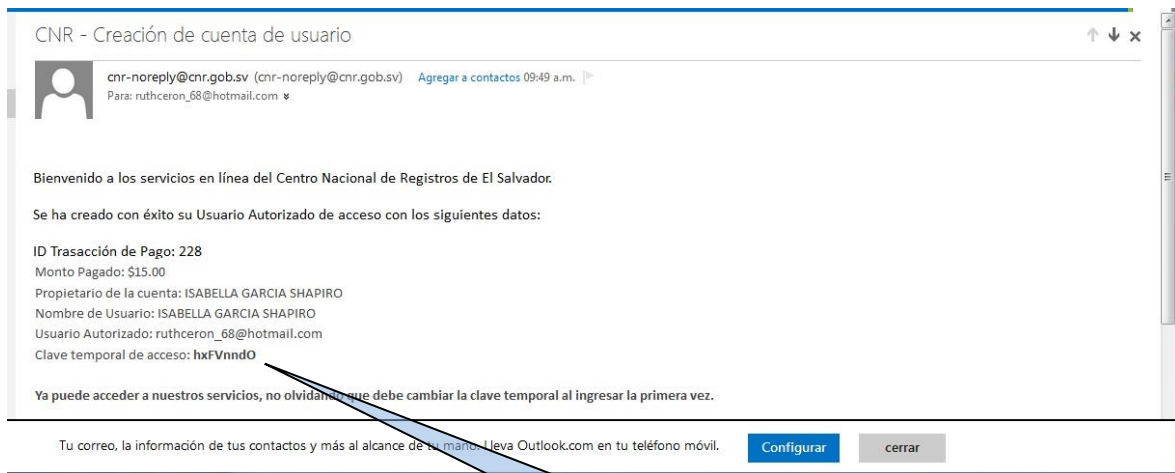 CNR - Creación de cuenta de usuario
cnr-noreply@cnr.gob.sv (cnr-noreply@cnr.gob.sv) Agregar a contactos 09:49 a.m.
Para: ruthceron_68@hotmail.com
Bienvenido a los servicios en línea del Centro Nacional de Registros de El Salvador.
Se ha creado con éxito su Usuario Autorizado de acceso con los siguientes datos:
ID Trasacción de Pago: 228
Monto Pagado: $15.00
Propietario de la cuenta: ISABELLA GARCIA SHAPIRO
Nombre de Usuario: ISABELLA GARCIA SHAPIRO
Usuario Autorizado: ruthceron_68@hotmail.com
Clave temporal de acceso: hxFVnndO
Ya puede acceder a nuestros servicios, no olvidando que debe cambiar la clave temporal al ingresar la primera vez.
Tu correo, la información de tus contactos y más al alcance de tu mano. Lleva Outlook.com en tu teléfono móvil. Configurar cerrar